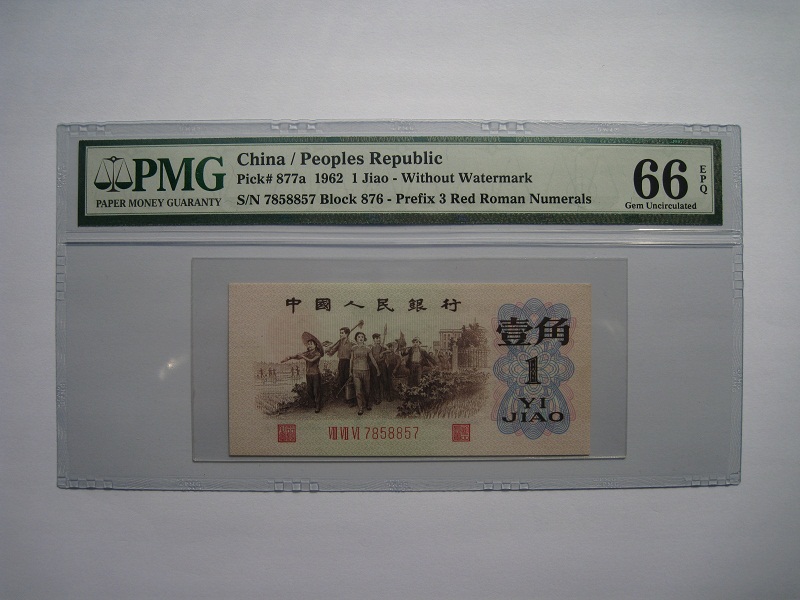 PMG
PAPER MONEY GUARANTY
China / Peoples Republic
Pick# 877a 1962 1 Jiao - Without Watermark
S/N 7858857 Block 876 - Prefix 3 Red Roman Numerals
66
EPQ
Gem Uncirculated
中國人民銀行
壹角
1
YI
JIAO
VIII VII VI 7858857